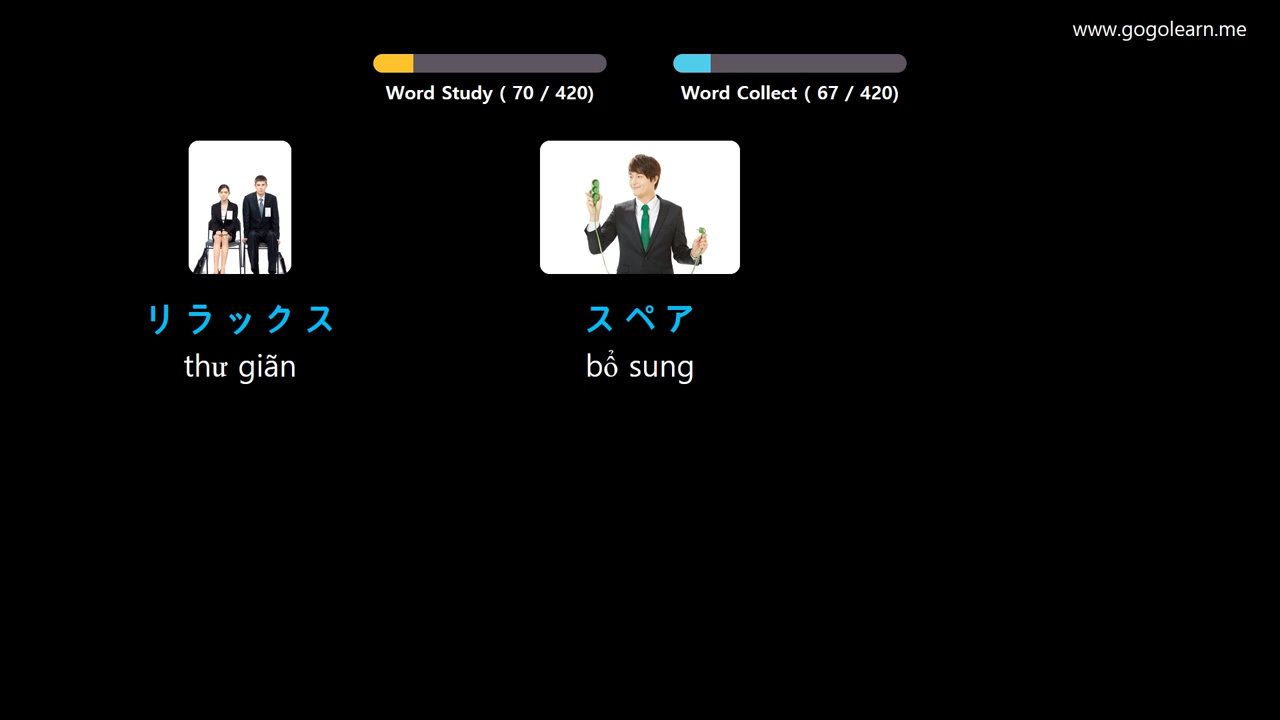 www.gogolearn.me
Word Study ( 70 / 420)
Word Collect ( 67 / 420)
リラックス
thư giãn
スペア
bổ sung